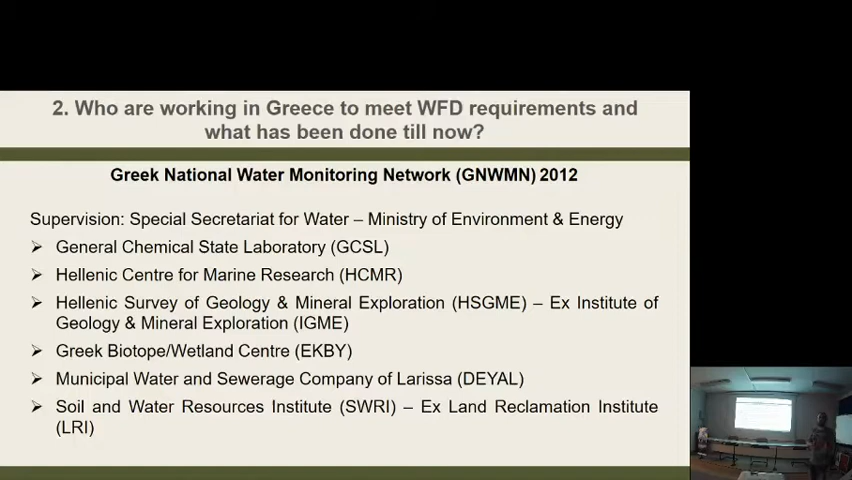 2. Who are working in Greece to meet WFD requirements and
what has been done till now?
Greek National Water Monitoring Network (GNWMN) 2012
Supervision: Special Secretariat for Water – Ministry of Environment & Energy
➢ General Chemical State Laboratory (GCSL)
➢ Hellenic Centre for Marine Research (HCMR)
➢ Hellenic Survey of Geology & Mineral Exploration (HSGME) – Ex Institute of
Geology & Mineral Exploration (IGME)
➢ Greek Biotope/Wetland Centre (EKBY)
➢ Municipal Water and Sewerage Company of Larissa (DEYAL)
➢ Soil and Water Resources Institute (SWRI) – Ex Land Reclamation Institute
(LRI)